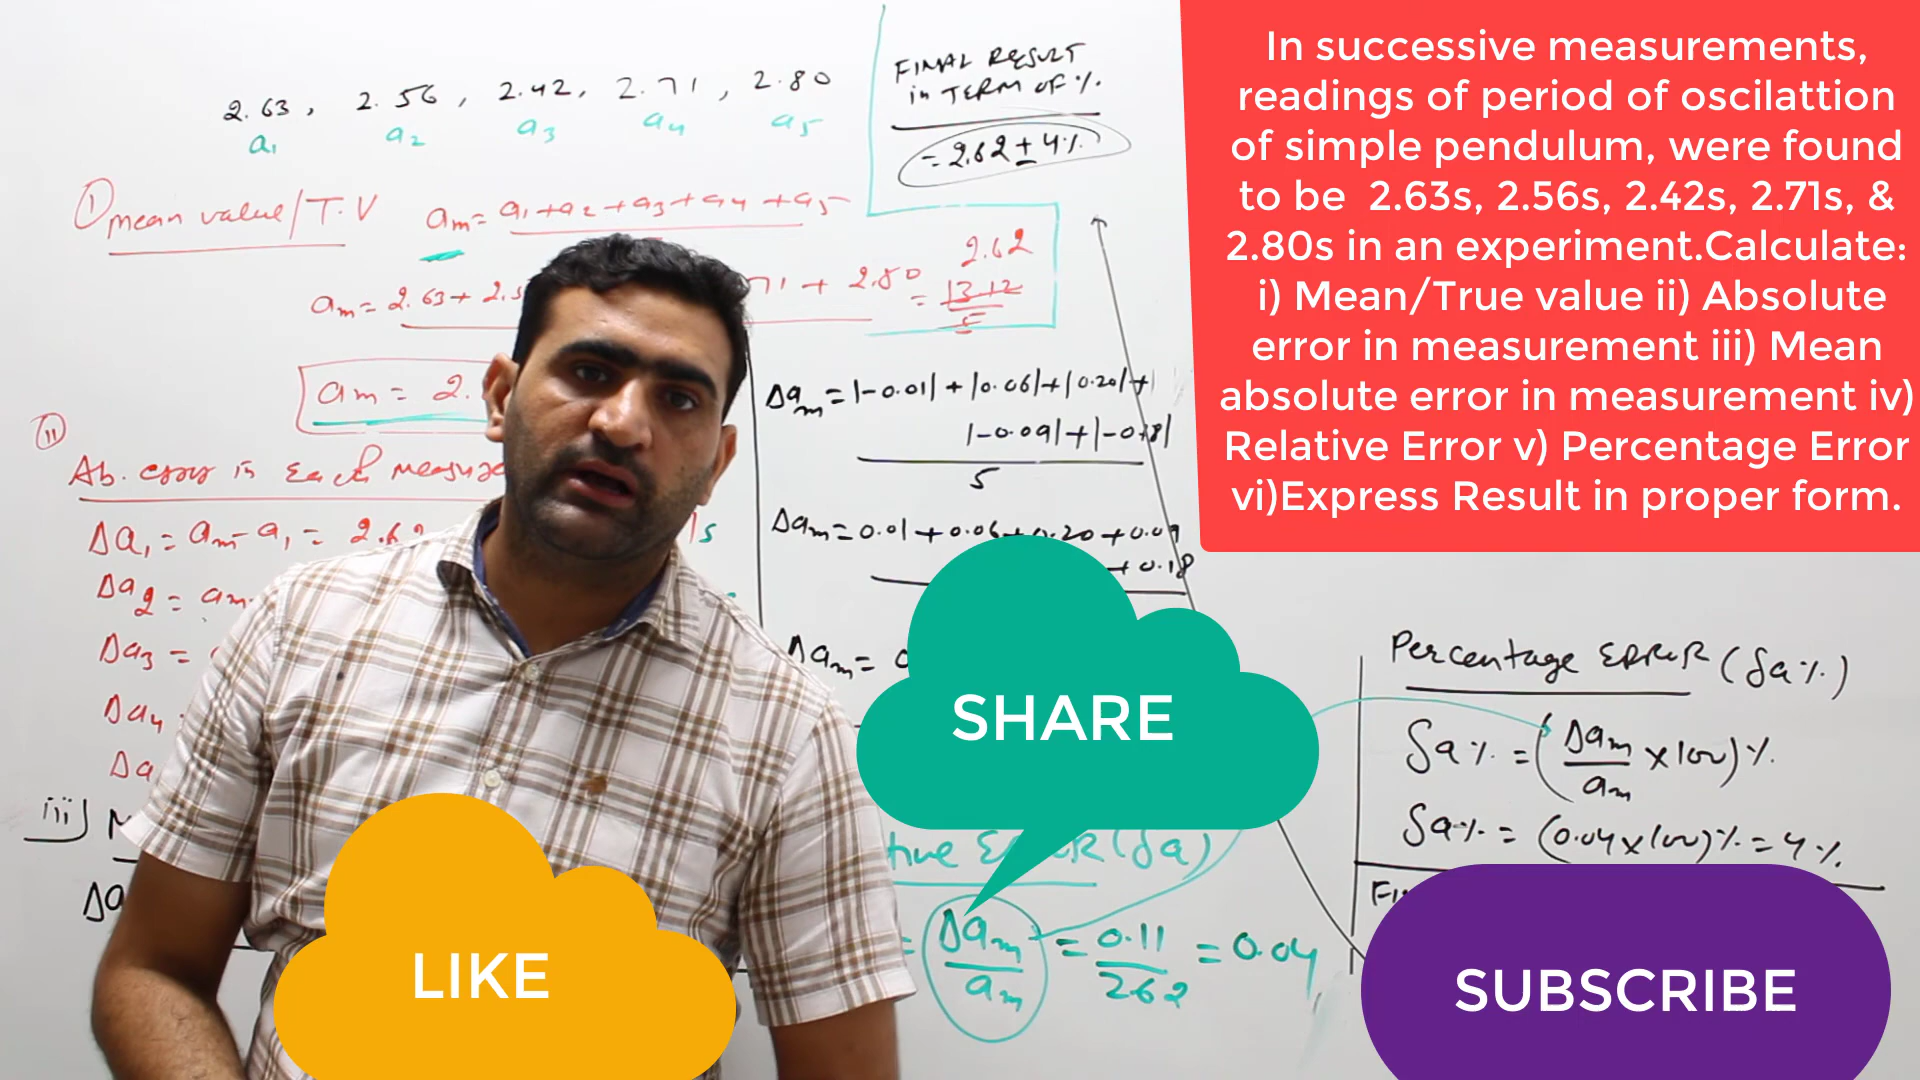 2.63, 2.56, 2.42, 2.71, 2.80
a1 a2 a3 a4 a5
FINAL RESULT
in TERM OF %.
= 2.62 ± 4%
① mean value/T.V am = a1+a2+a3+a4+a5
am = 2.63+ 71 + 2.80 = 13.12
2.62
5
am = 2.
ii
Ab. error in Each
Δa1 = am - a1 = 2.6 s
Δa2 = am
Δa3 =
Δa4
Δa
iii)
Δa
Δam = |-0.01| + |0.06| + |0.20| +
|-0.09| + |-0.18|
5
Δam = 0.01 + 0.06 + 0.20 + 0.09
+ 0.18
Δam = 0
(δa)
= Δam = 0.11 = 0.04
am 2.62
Percentage ERROR (δa%)
δa% = (Δam × 100)%
am
δa% = (0.04 × 100)% = 4%
In successive measurements,
readings of period of oscilattion
of simple pendulum, were found
to be 2.63s, 2.56s, 2.42s, 2.71s, &
2.80s in an experiment.Calculate:
i) Mean/True value ii) Absolute
error in measurement iii) Mean
absolute error in measurement iv)
Relative Error v) Percentage Error
vi)Express Result in proper form.
SHARE
LIKE
SUBSCRIBE